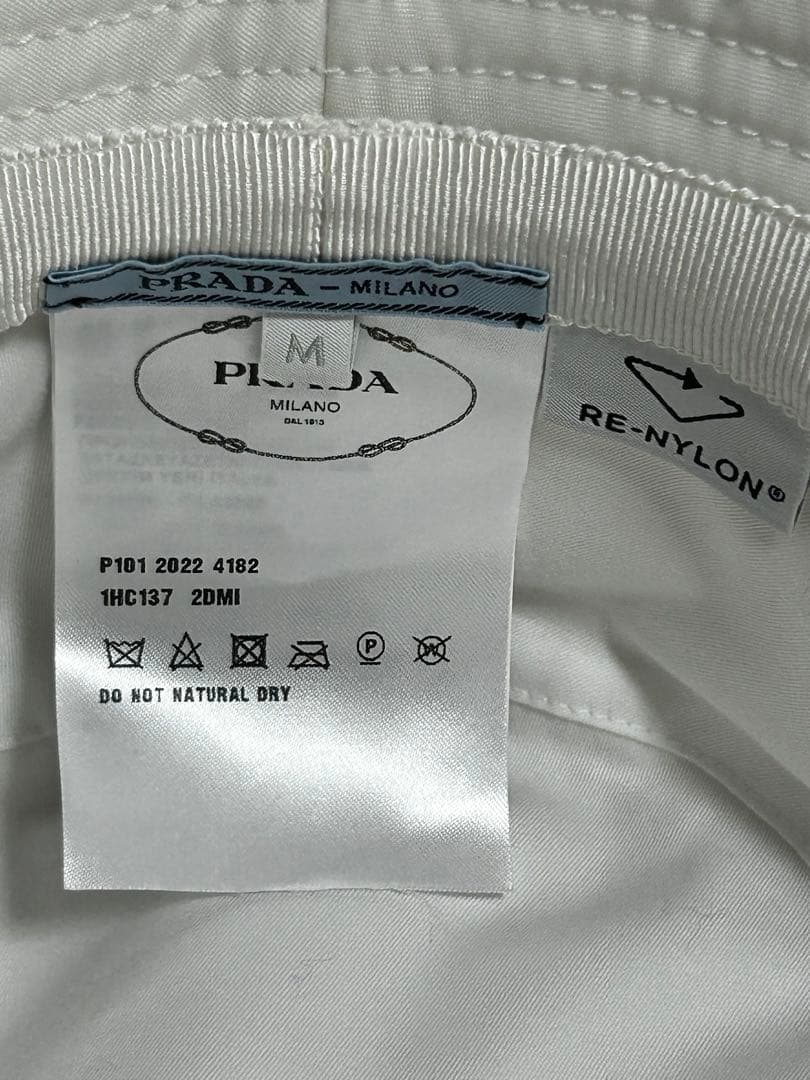 PRADA - MILANO
M
PRADA
MILANO
DAL 1913
RE-NYLON®
P101 2022 4182
1HC137 2DMI
P
W
DO NOT NATURAL DRY